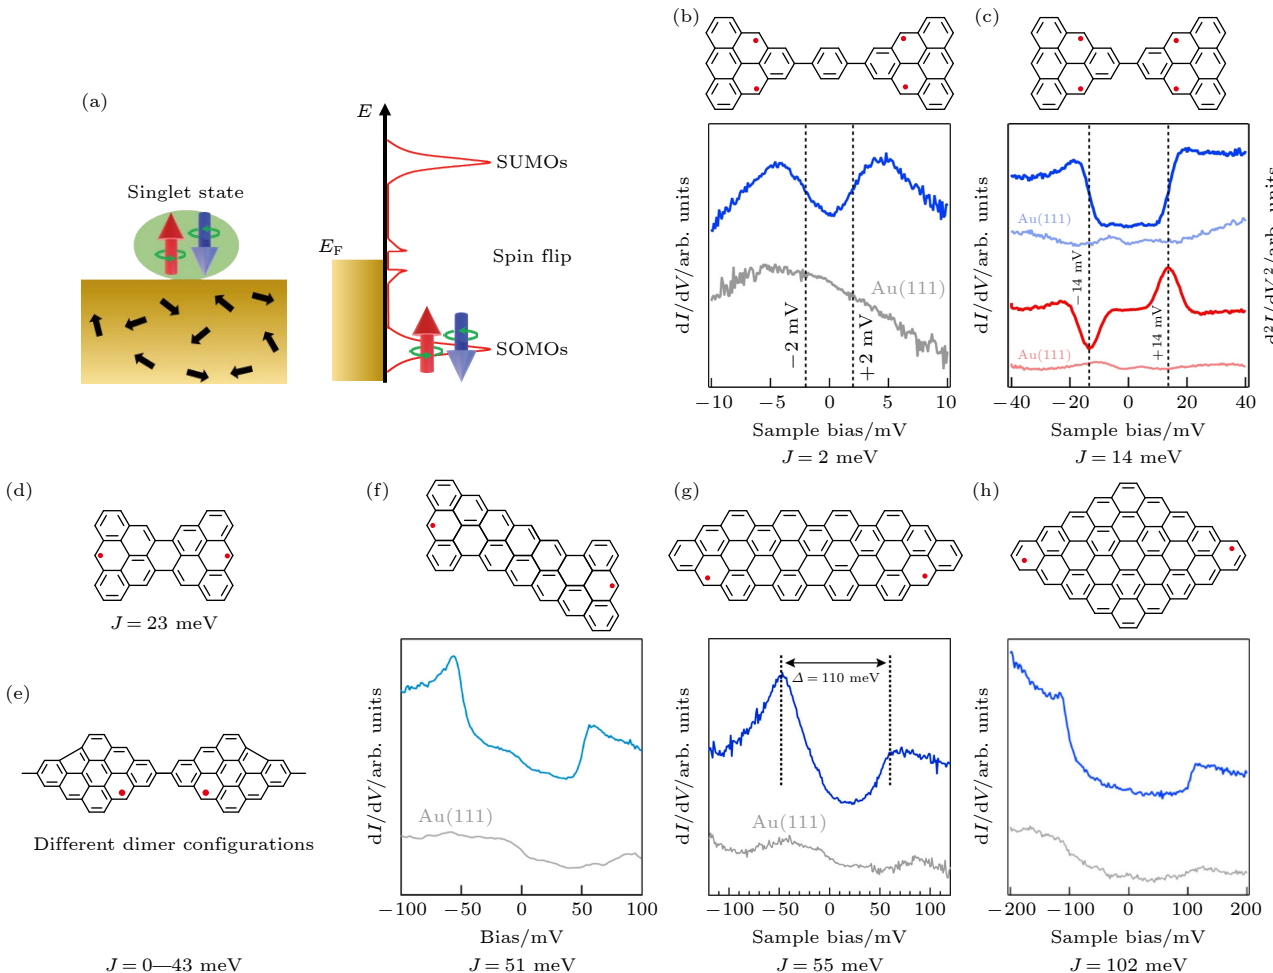 (a)
E
SUMOs
Singlet state
E_F
Spin flip
SOMOs
(b)
dI/dV/arb. units
Au(111)
−2 mV
+2 mV
−10 −5 0 5 10
Sample bias/mV
J = 2 meV
(c)
dI/dV/arb. units
d²I/dV²/arb. units
Au(111)
−14 mV
+14 mV
Au(111)
−40 −20 0 20 40
Sample bias/mV
J = 14 meV
(d)
J = 23 meV
(e)
Different dimer configurations
J = 0—43 meV
(f)
dI/dV/arb. units
Au(111)
−100 −50 0 50 100
Bias/mV
J = 51 meV
(g)
dI/dV/arb. units
Δ = 110 meV
Au(111)
−100 −50 0 50 100
Sample bias/mV
J = 55 meV
(h)
dI/dV/arb. units
−200 −100 0 100 200
Sample bias/mV
J = 102 meV